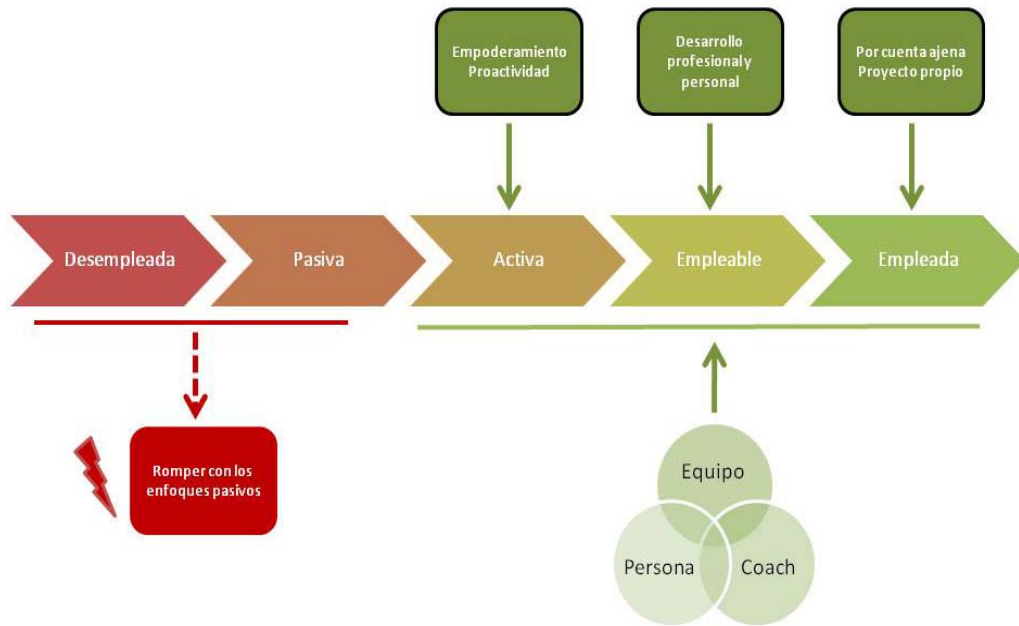 Empoderamiento
Proactividad
Desarrollo
profesional y
personal
Por cuenta ajena
Proyecto propio
Desempleada
Pasiva
Activa
Empleable
Empleada
Romper con los
enfoques pasivos
Equipo
Persona
Coach